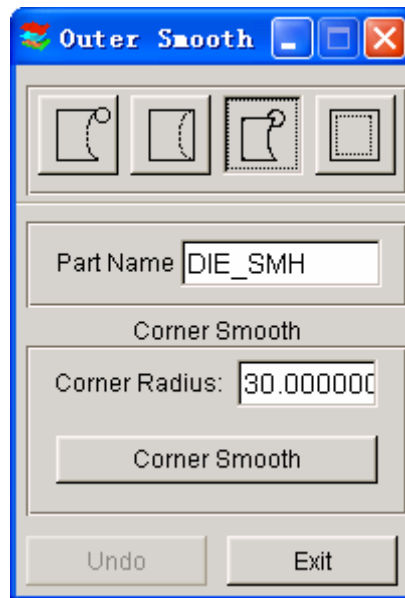 Outer Smooth
Part Name DIE_SMH
Corner Smooth
Corner Radius: 30.000000
Corner Smooth
Undo Exit